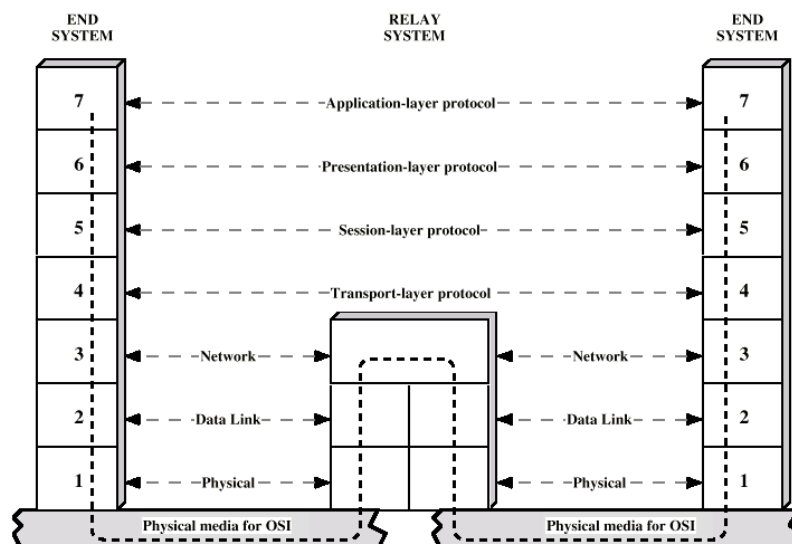 END
SYSTEM
RELAY
SYSTEM
END
SYSTEM
7
Application-layer protocol
7
6
Presentation-layer protocol
6
5
Session-layer protocol
5
4
Transport-layer protocol
4
3
Network
Network
3
2
Data Link
Data Link
2
1
Physical
Physical
1
Physical media for OSI
Physical media for OSI